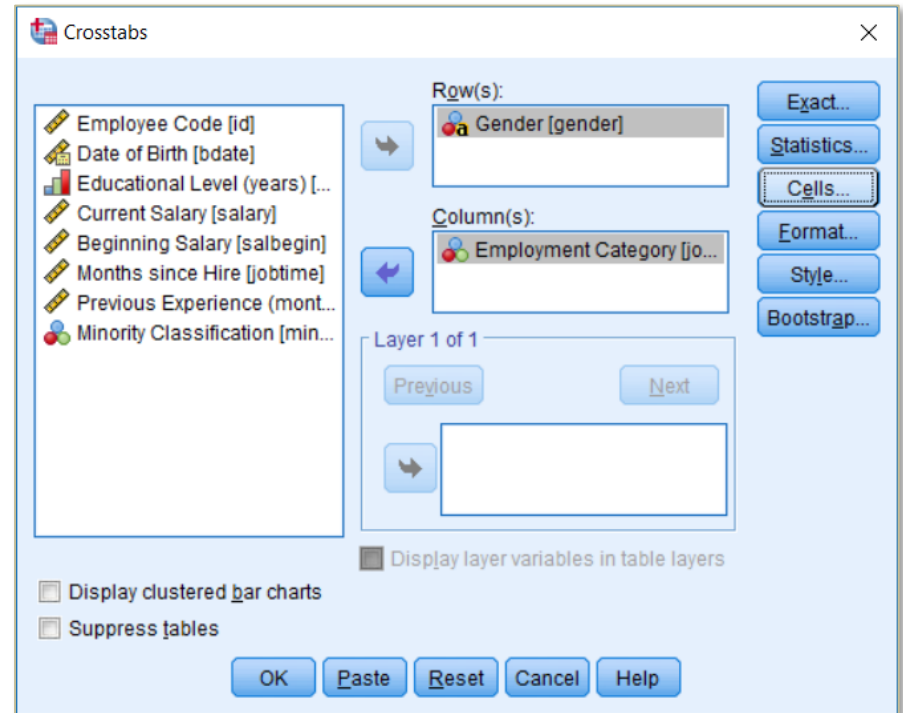 Crosstabs
Employee Code [id]
Date of Birth [bdate]
Educational Level (years) [...
Current Salary [salary]
Beginning Salary [salbegin]
Months since Hire [jobtime]
Previous Experience (mont...
Minority Classification [min...
Row(s):
a Gender [gender]
Column(s):
Employment Category [jo...
Layer 1 of 1
Previous
Next
Display layer variables in table layers
Exact...
Statistics...
Cells...
Format...
Style...
Bootstrap...
Display clustered bar charts
Suppress tables
OK Paste Reset Cancel Help